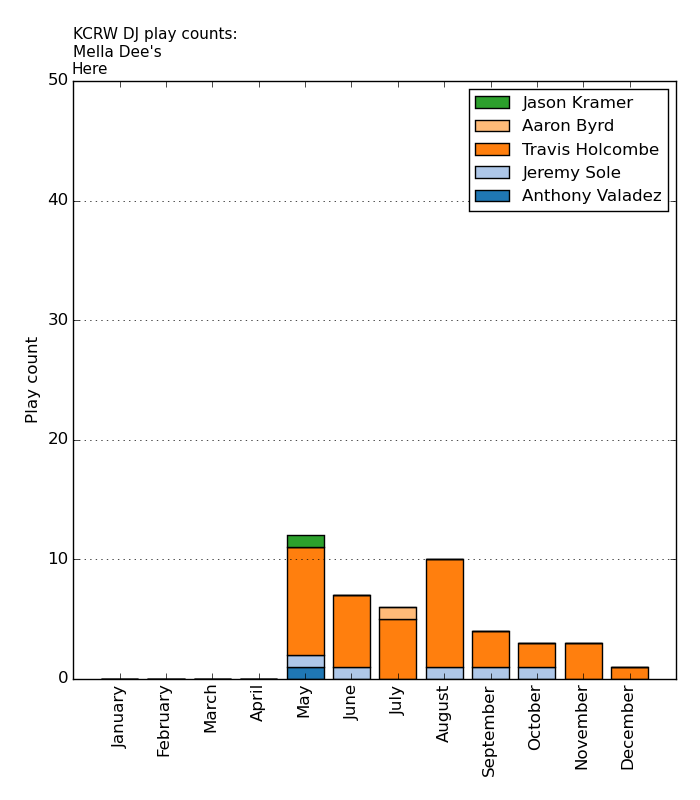 KCRW DJ play counts:
Mella Dee's
Here
50
40
30
20
10
0
Play count
Jason Kramer
Aaron Byrd
Travis Holcombe
Jeremy Sole
Anthony Valadez
January
February
March
April
May
June
July
August
September
October
November
December